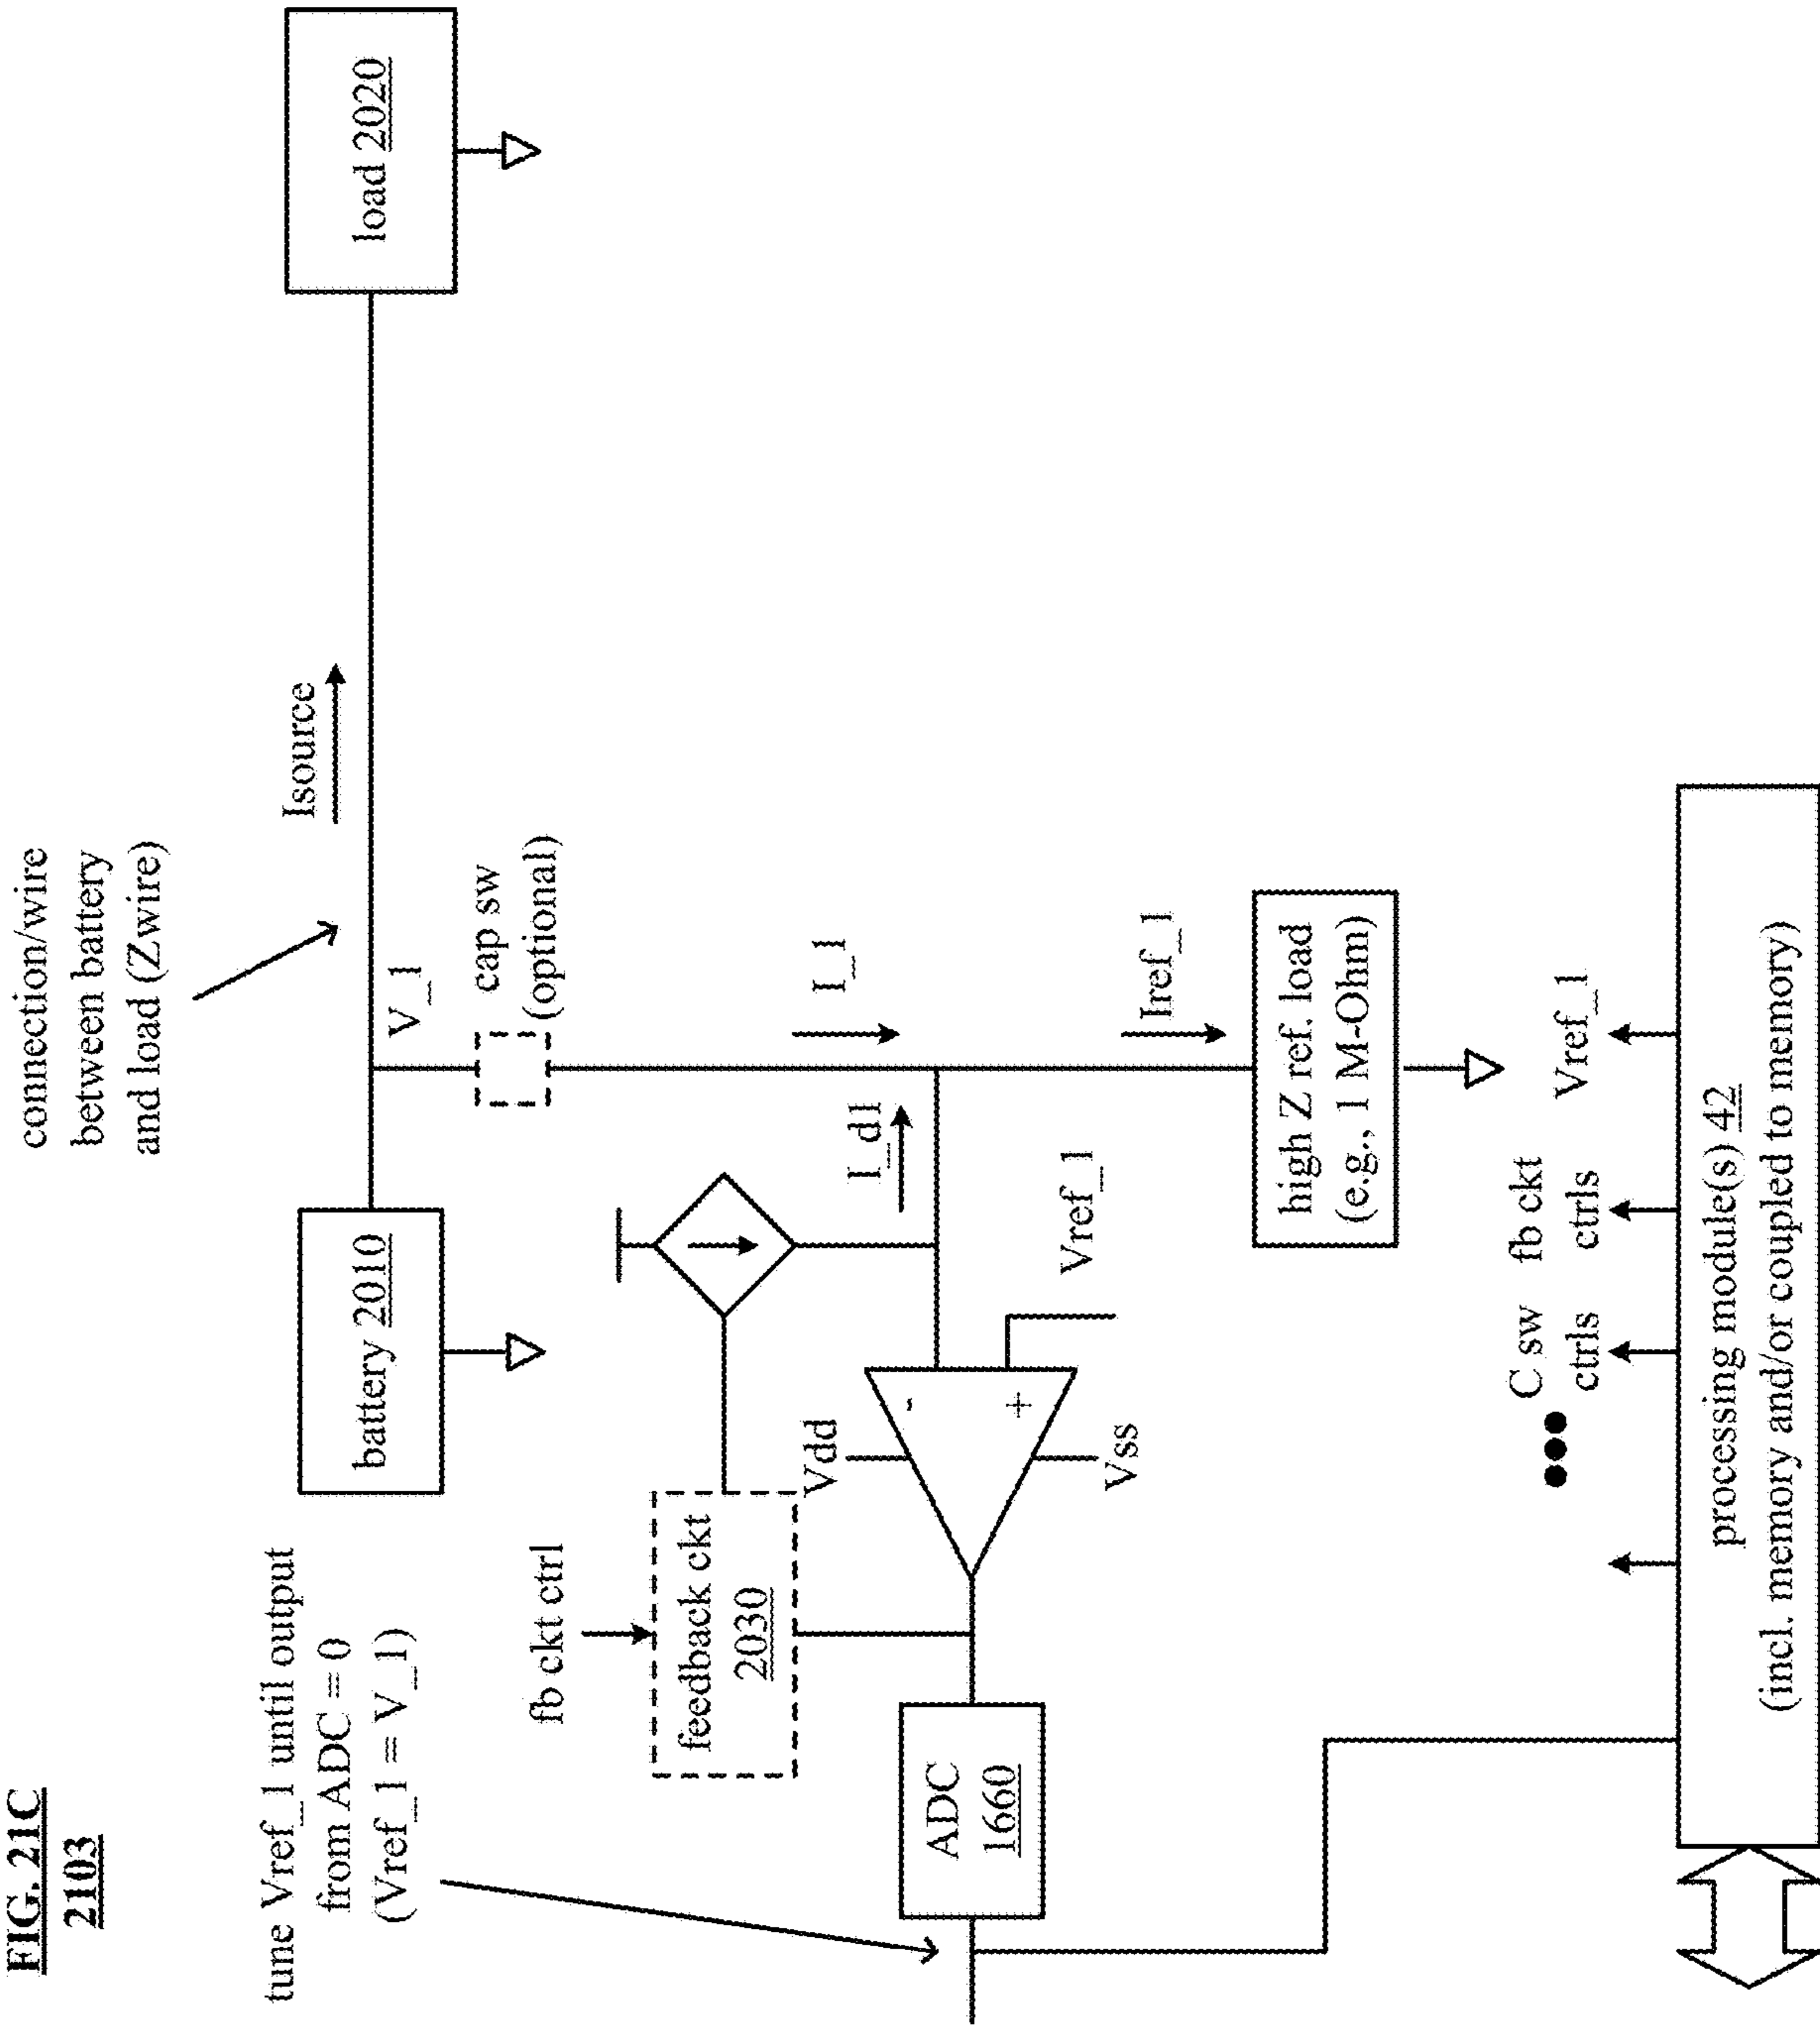 FIG. 21C
2103
tune Vref_1 until output
from ADC = 0
(Vref_1 = V_1)
connection/wire
between battery
and load (Zwire)
battery 2010
Isource
load 2020
V_1
cap sw
(optional)
fb ckt ctrl
feedback ckt
2030
I_1
I_d1
Vdd
-
+
Vss
ADC
1660
Vref_1
Iref_1
high Z ref. load
(e.g., 1 M-Ohm)
C sw
ctrls
fb ckt
ctrls
Vref_1
processing module(s) 42
(incl. memory and/or coupled to memory)